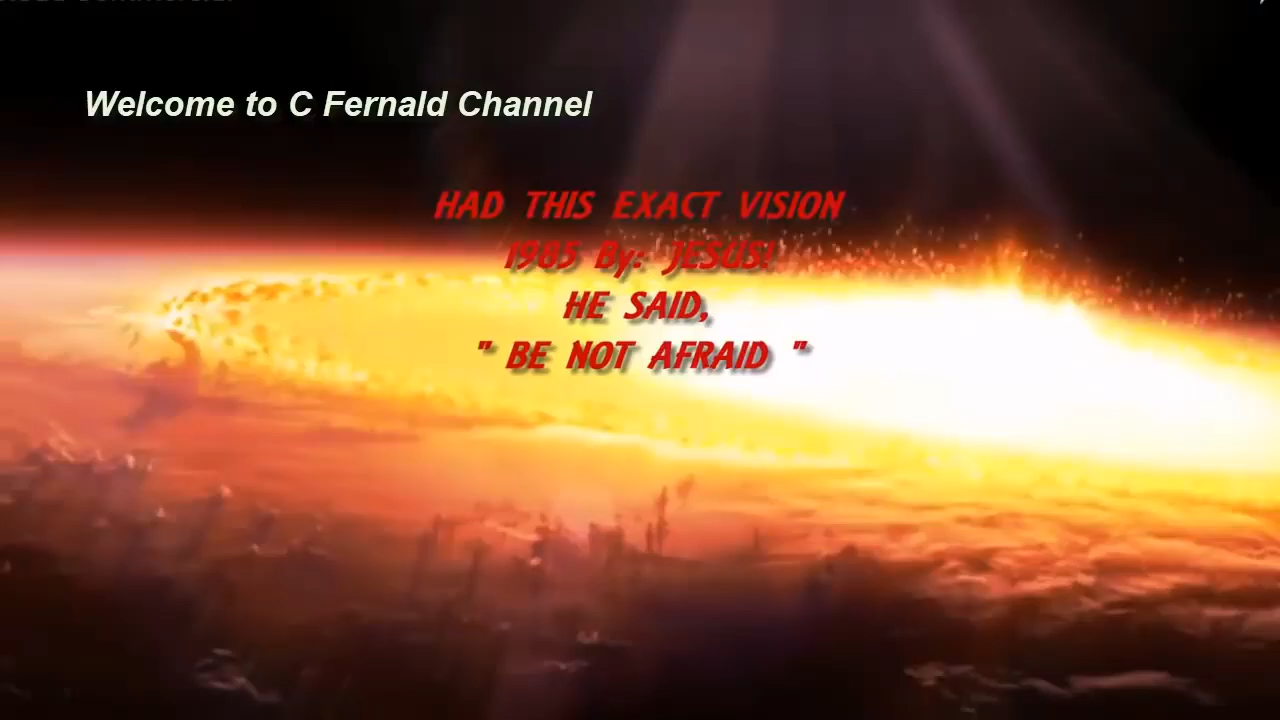 Welcome to C Fernald Channel
HAD THIS EXACT VISION
1985 By: JESUS!
HE SAID,
" BE NOT AFRAID "